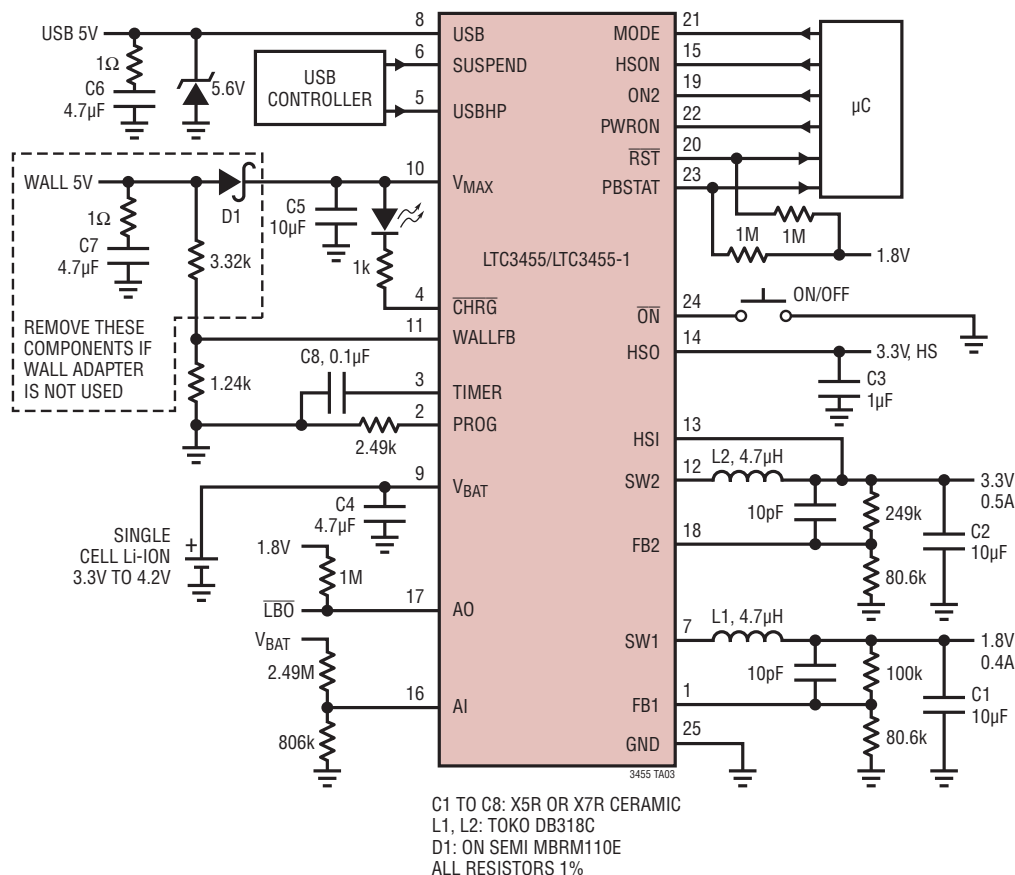 USB 5V
1Ω
C6
4.7µF
5.6V
USB
CONTROLLER
8
USB
6
SUSPEND
5
USBHP
WALL 5V
1Ω
C7
4.7µF
D1
3.32k
REMOVE THESE
COMPONENTS IF
WALL ADAPTER
IS NOT USED
1.24k
C5
10µF
1k
10
VMAX
4
CHRG
11
WALLFB
C8, 0.1µF
3
TIMER
2
PROG
2.49k
9
VBAT
C4
4.7µF
SINGLE
CELL Li-ION
3.3V TO 4.2V
+
1.8V
1M
LBO
17
AO
VBAT
2.49M
16
AI
806k
LTC3455/LTC3455-1
MODE
21
HSON
15
ON2
19
PWRON
22
RST
20
PBSTAT
23
µC
1M
1M
1.8V
ON
24
ON/OFF
HSO
14
3.3V, HS
C3
1µF
HSI
13
SW2
12
L2, 4.7µH
10pF
249k
3.3V
0.5A
FB2
18
80.6k
C2
10µF
SW1
7
L1, 4.7µH
10pF
100k
1.8V
0.4A
FB1
1
80.6k
C1
10µF
GND
25
3455 TA03
C1 TO C8: X5R OR X7R CERAMIC
L1, L2: TOKO DB318C
D1: ON SEMI MBRM110E
ALL RESISTORS 1%